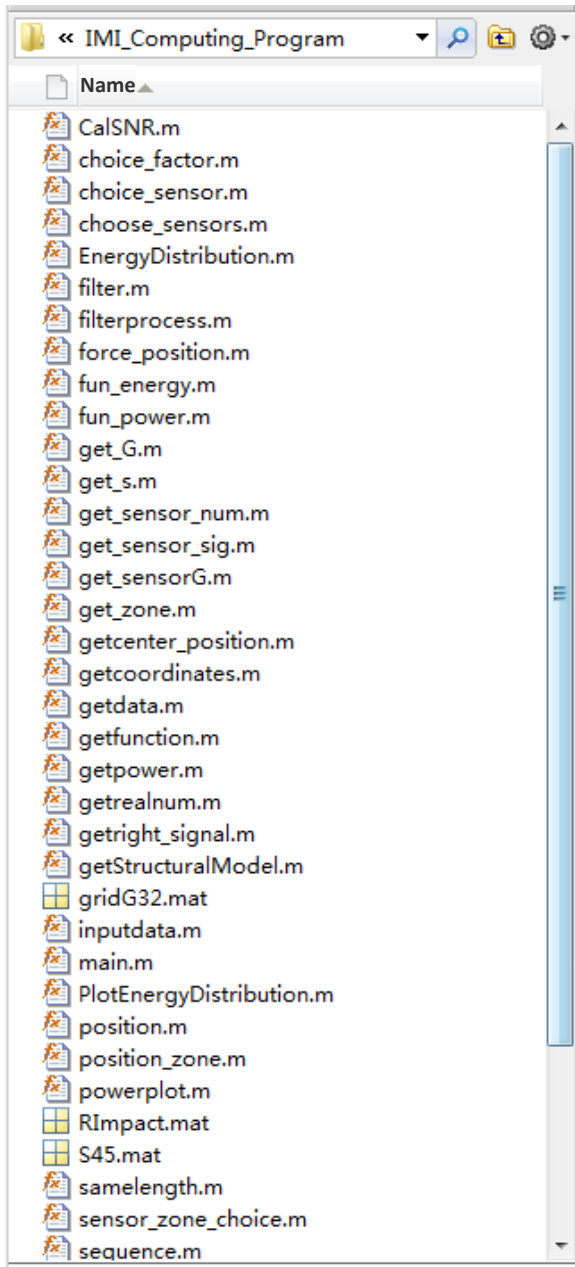 « IMI_Computing_Program
Name
CalSNR.m
choice_factor.m
choice_sensor.m
choose_sensors.m
EnergyDistribution.m
filter.m
filterprocess.m
force_position.m
fun_energy.m
fun_power.m
get_G.m
get_s.m
get_sensor_num.m
get_sensor_sig.m
get_sensorG.m
get_zone.m
getcenter_position.m
getcoordinates.m
getdata.m
getfunction.m
getpower.m
getrealnum.m
getright_signal.m
getStructuralModel.m
gridG32.mat
inputdata.m
main.m
PlotEnergyDistribution.m
position.m
position_zone.m
powerplot.m
RImpact.mat
S45.mat
samelength.m
sensor_zone_choice.m
sequence.m